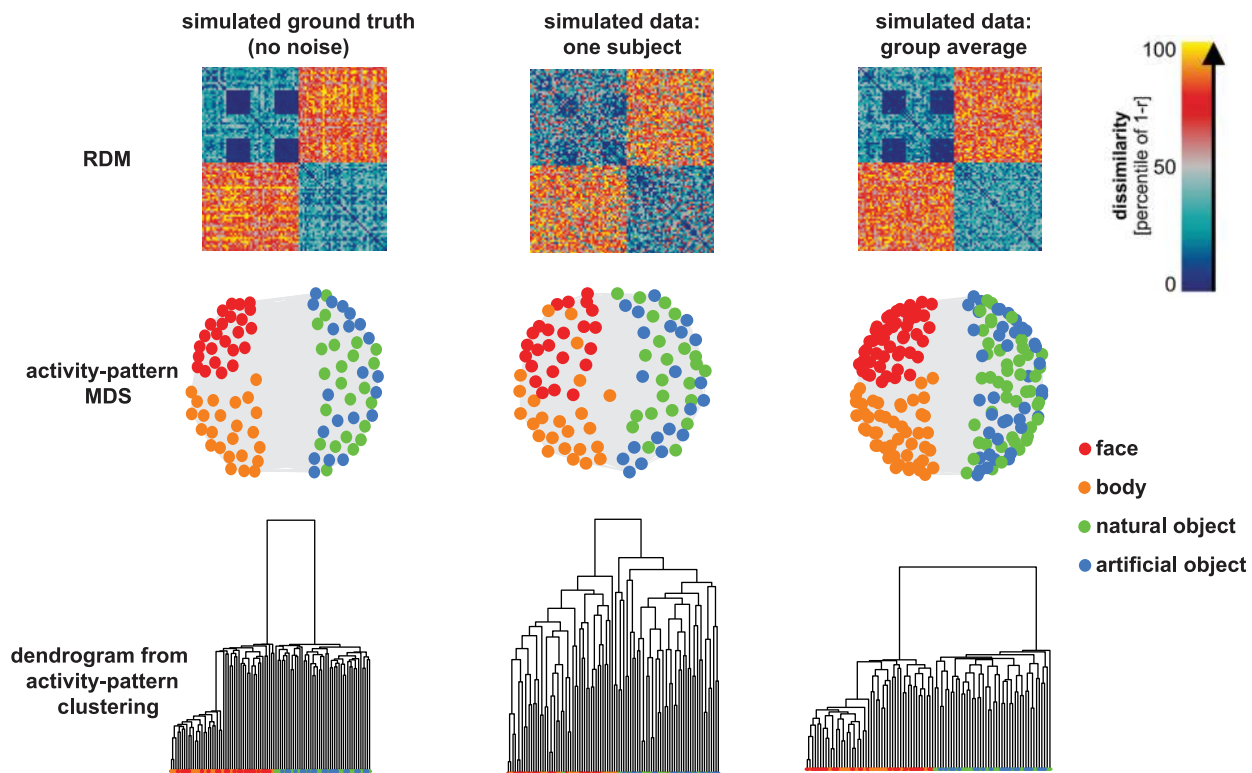 simulated ground truth
(no noise)
simulated data:
one subject
simulated data:
group average
RDM
100
50
0
dissimilarity
[percentile of 1-r]
activity-pattern
MDS
face
body
natural object
artificial object
dendrogram from
activity-pattern
clustering